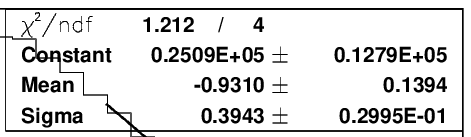 χ²/ndf 1.212 / 4
Constant 0.2509E+05 ± 0.1279E+05
Mean -0.9310 ± 0.1394
Sigma 0.3943 ± 0.2995E-01